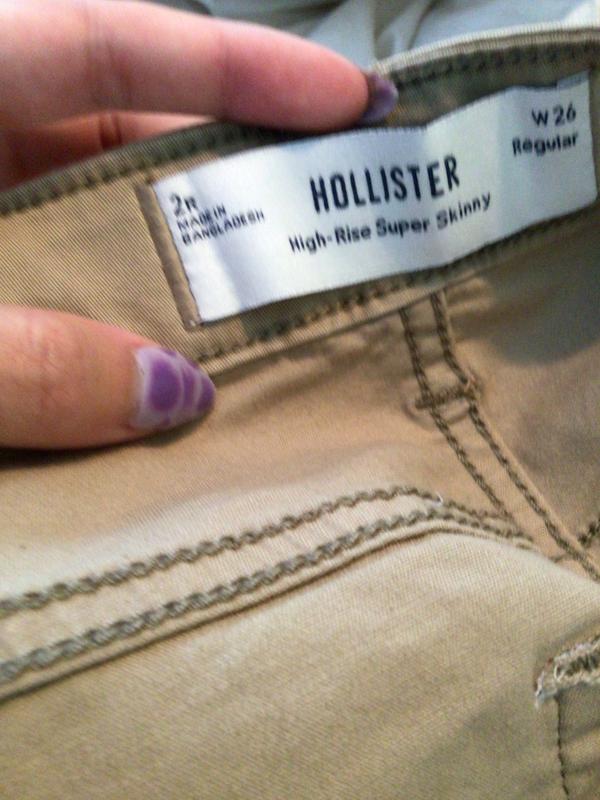 2R
MADE IN
BANGLADESH
HOLLISTER
High-Rise Super Skinny
W 26
Regular